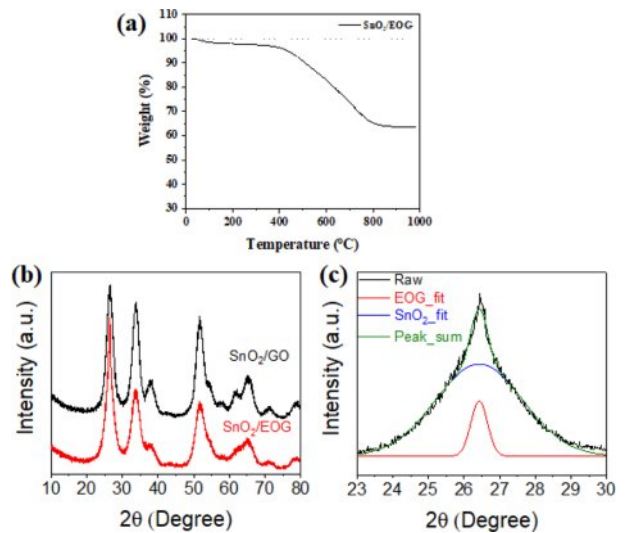 (a)
SnO₂/EOG
110
100
90
80
70
60
50
40
30
Weight (%)
0 200 400 600 800 1000
Temperature (°C)
(b)
SnO₂/GO
SnO₂/EOG
Intensity (a.u.)
10 20 30 40 50 60 70 80
2θ (Degree)
(c)
Raw
EOG_fit
SnO₂_fit
Peak_sum
Intensity (a.u.)
23 24 25 26 27 28 29 30
2θ (Degree)